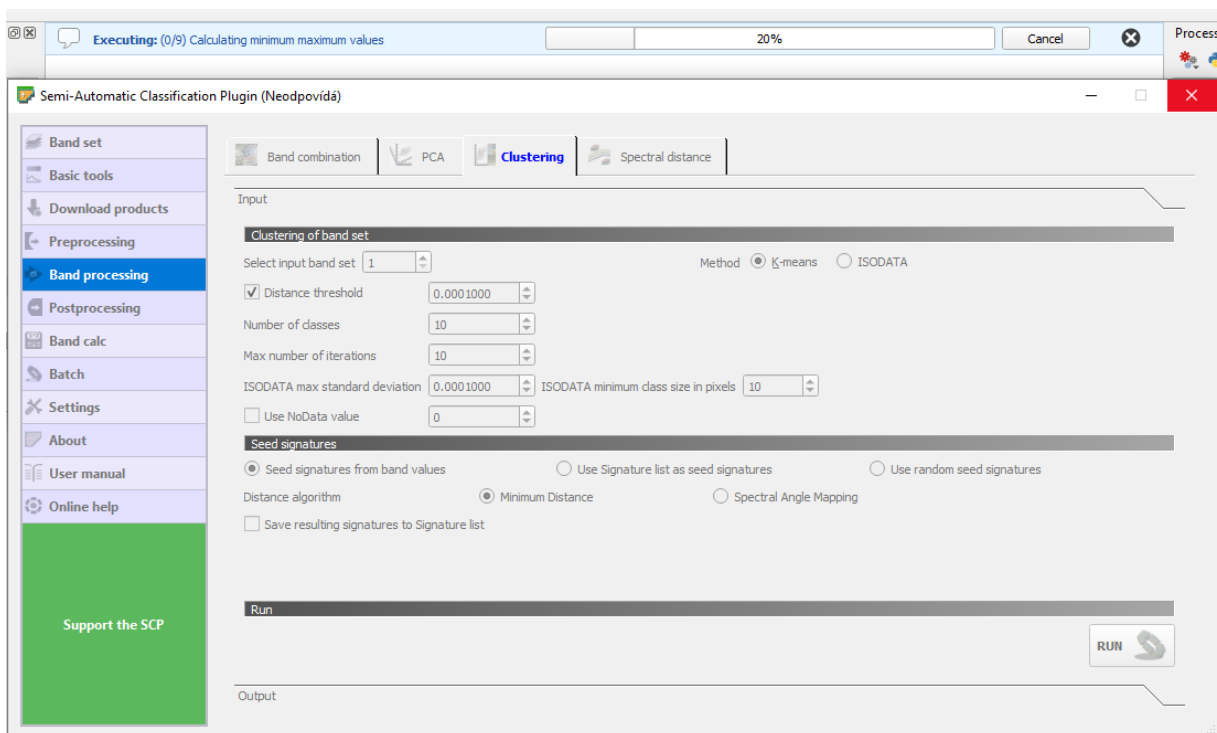 Executing: (0/9) Calculating minimum maximum values 20% Cancel Process
Semi-Automatic Classification Plugin (Neodpovídá)
Band set
Basic tools
Download products
Preprocessing
Band processing
Postprocessing
Band calc
Batch
Settings
About
User manual
Online help
Support the SCP
Band combination PCA Clustering Spectral distance
Input
Clustering of band set
Select input band set 1 Method K-means ISODATA
Distance threshold 0.0001000
Number of classes 10
Max number of iterations 10
ISODATA max standard deviation 0.0001000 ISODATA minimum class size in pixels 10
Use NoData value 0
Seed signatures
Seed signatures from band values Use Signature list as seed signatures Use random seed signatures
Distance algorithm Minimum Distance Spectral Angle Mapping
Save resulting signatures to Signature list
Run
RUN
Output